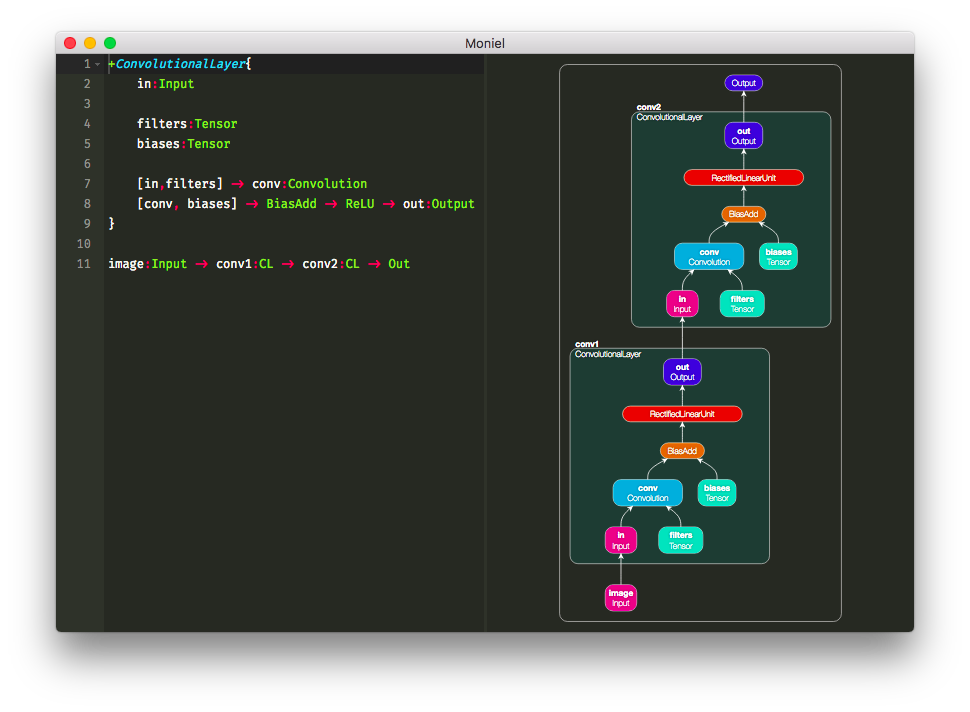 Moniel
1 +ConvolutionalLayer{
2     in:Input
3
4     filters:Tensor
5     biases:Tensor
6
7     [in,filters] → conv:Convolution
8     [conv, biases] → BiasAdd → ReLU → out:Output
9 }
10
11 image:Input → conv1:CL → conv2:CL → Out
Output
conv2
ConvolutionalLayer
out
Output
RectifiedLinearUnit
BiasAdd
conv
Convolution
biases
Tensor
in
Input
filters
Tensor
conv1
ConvolutionalLayer
out
Output
RectifiedLinearUnit
BiasAdd
conv
Convolution
biases
Tensor
in
Input
filters
Tensor
image
Input